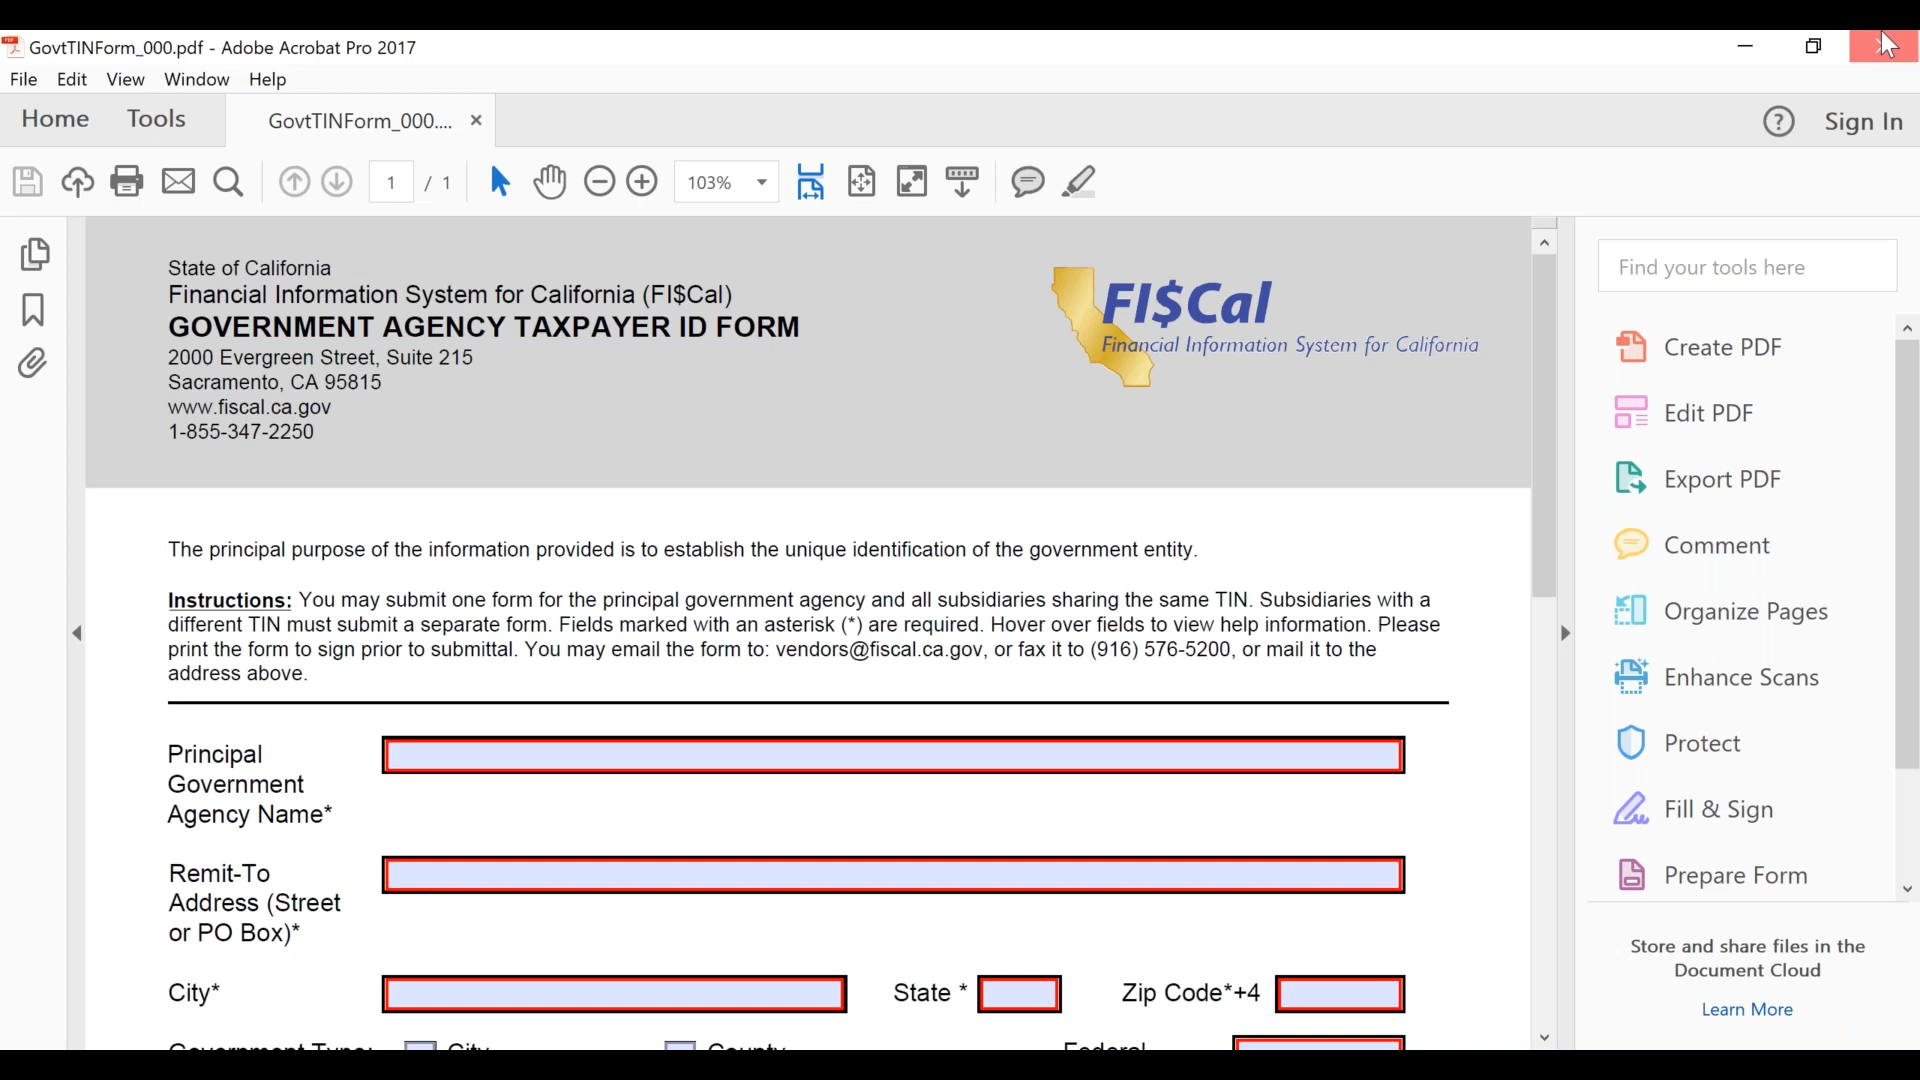 GovtTINForm_000.pdf - Adobe Acrobat Pro 2017
File Edit View Window Help
Home Tools GovtTINForm_000.... × ? Sign In
1 / 1 103%
State of California
Financial Information System for California (FI$Cal)
GOVERNMENT AGENCY TAXPAYER ID FORM
2000 Evergreen Street, Suite 215
Sacramento, CA 95815
www.fiscal.ca.gov
1-855-347-2250
FI$Cal
Financial Information System for California
The principal purpose of the information provided is to establish the unique identification of the government entity.
Instructions: You may submit one form for the principal government agency and all subsidiaries sharing the same TIN. Subsidiaries with a
different TIN must submit a separate form. Fields marked with an asterisk (*) are required. Hover over fields to view help information. Please
print the form to sign prior to submittal. You may email the form to: vendors@fiscal.ca.gov, or fax it to (916) 576-5200, or mail it to the
address above.
Principal
Government
Agency Name*
Remit-To
Address (Street
or PO Box)*
City* State * Zip Code*+4
Government Type: City County Federal
Find your tools here
Create PDF
Edit PDF
Export PDF
Comment
Organize Pages
Enhance Scans
Protect
Fill & Sign
Prepare Form
Store and share files in the
Document Cloud
Learn More